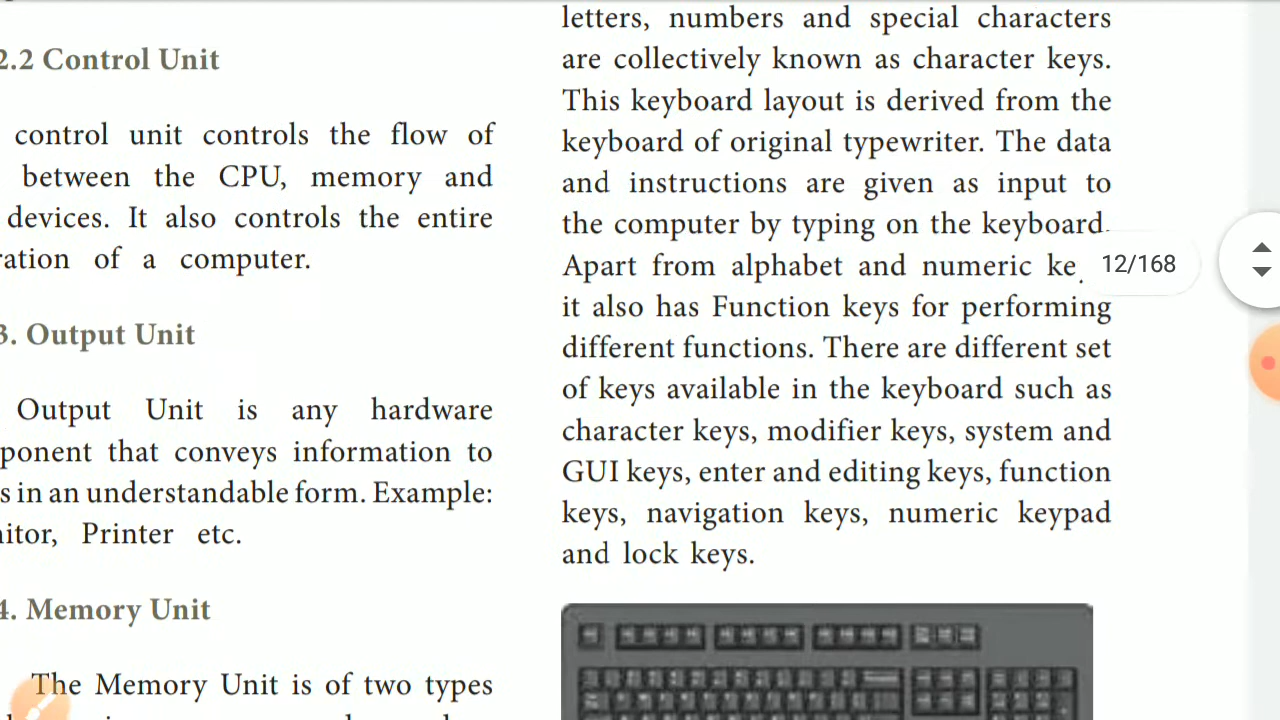 2.2 Control Unit
control unit controls the flow of
between the CPU, memory and
devices. It also controls the entire
ration of a computer.
3. Output Unit
Output Unit is any hardware
ponent that conveys information to
s in an understandable form. Example:
nitor, Printer etc.
4. Memory Unit
The Memory Unit is of two types
letters, numbers and special characters
are collectively known as character keys.
This keyboard layout is derived from the
keyboard of original typewriter. The data
and instructions are given as input to
the computer by typing on the keyboard.
Apart from alphabet and numeric ke
it also has Function keys for performing
different functions. There are different set
of keys available in the keyboard such as
character keys, modifier keys, system and
GUI keys, enter and editing keys, function
keys, navigation keys, numeric keypad
and lock keys.
12/168